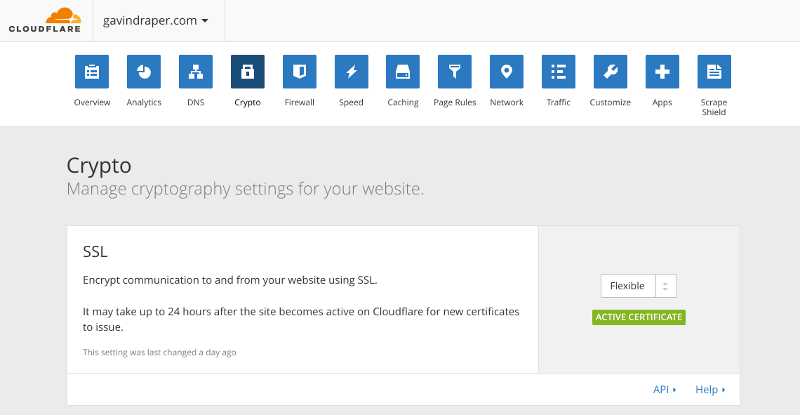 CLOUDFLARE
gavindraper.com
Overview
Analytics
DNS
Crypto
Firewall
Speed
Caching
Page Rules
Network
Traffic
Customize
Apps
Scrape
Shield
Crypto
Manage cryptography settings for your website.
SSL
Encrypt communication to and from your website using SSL.
It may take up to 24 hours after the site becomes active on Cloudflare for new certificates
to issue.
This setting was last changed a day ago
Flexible
ACTIVE CERTIFICATE
API
Help